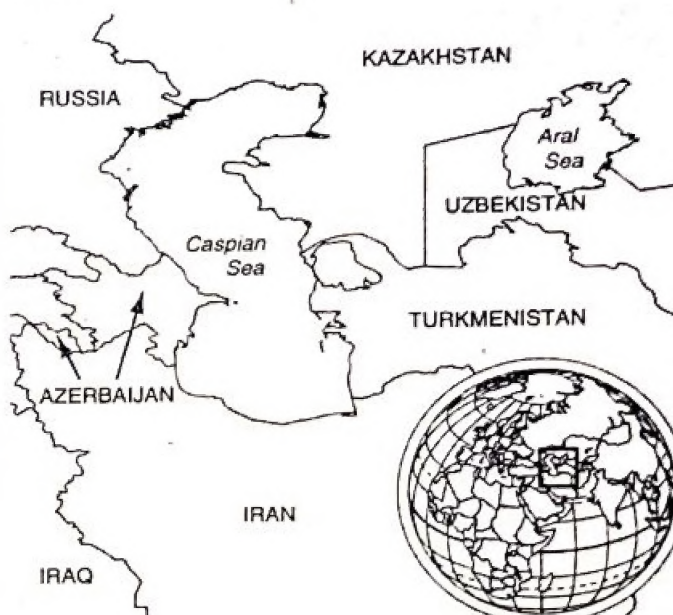 KAZAKHSTAN
RUSSIA
Aral
Sea
UZBEKISTAN
Caspian
Sea
TURKMENISTAN
AZERBAIJAN
IRAN
IRAQ